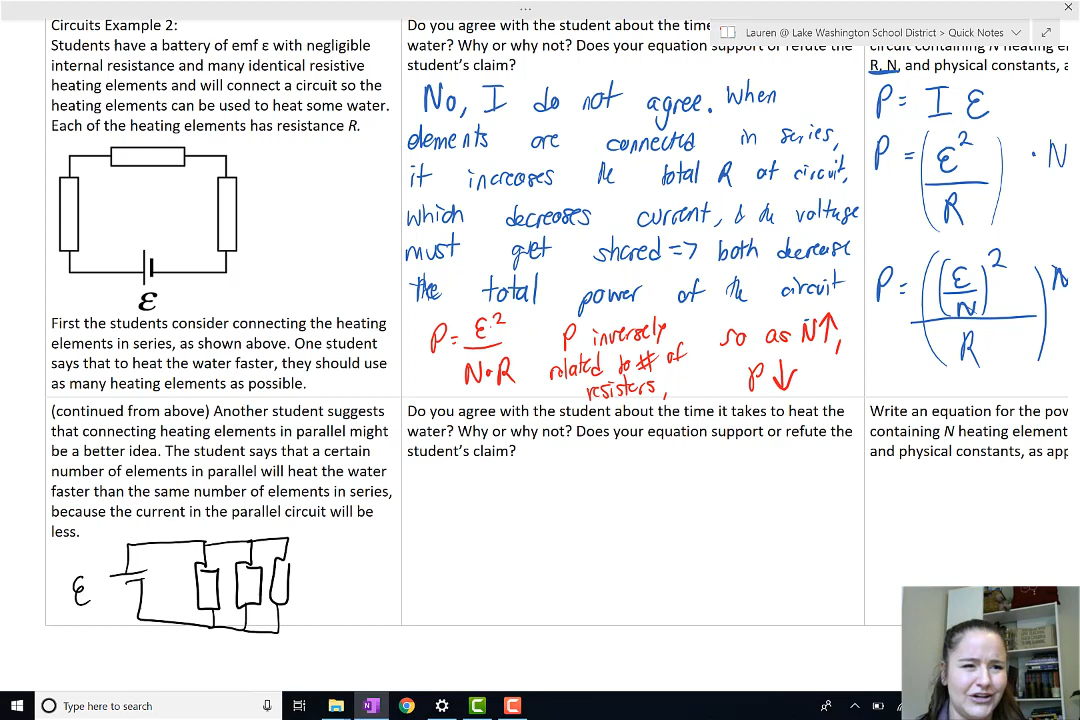 Lauren @ Lake Washington School District > Quick Notes
Circuits Example 2:
Students have a battery of emf ε with negligible
internal resistance and many identical resistive
heating elements and will connect a circuit so the
heating elements can be used to heat some water.
Each of the heating elements has resistance R.
ε
First the students consider connecting the heating
elements in series, as shown above. One student
says that to heat the water faster, they should use
as many heating elements as possible.
Do you agree with the student about the time
water? Why or why not? Does your equation support or refute the
student's claim?
No, I do not agree. When
elements are connected in series,
it increases the total R of circuit,
which decreases current, & the voltage
must get shared => both decrease
the total power of the circuit
P = ε² / N•R
P inversely
related to # of
resisters,
so as N↑,
P↓
circuit containing N heating
R, N, and physical constants, a
P = I ε
P = (ε² / R) · N
P = ((ε/N)² / R) N
(continued from above) Another student suggests
that connecting heating elements in parallel might
be a better idea. The student says that a certain
number of elements in parallel will heat the water
faster than the same number of elements in series,
because the current in the parallel circuit will be
less.
ε
Do you agree with the student about the time it takes to heat the
water? Why or why not? Does your equation support or refute the
student's claim?
Write an equation for the pow
containing N heating element
and physical constants, as app
Type here to search